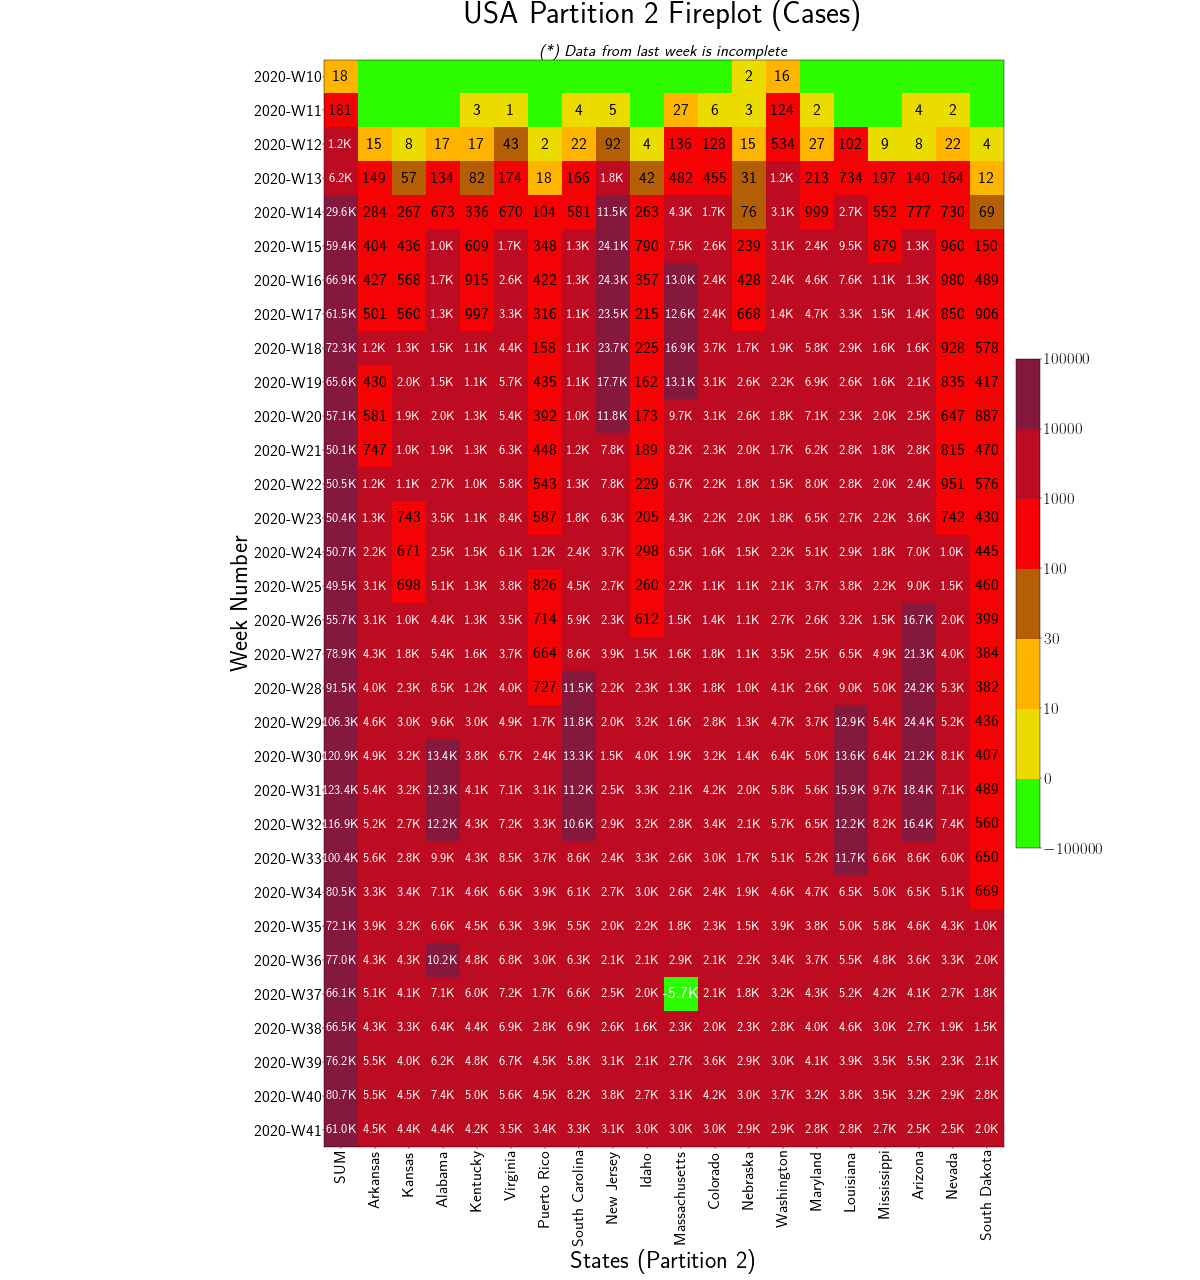 USA Partition 2 Fireplot (Cases)
(*) Data from last week is incomplete
2020-W10 18 2 16
2020-W11 181 3 1 4 5 27 6 3 124 2 4 2
2020-W12 1.2K 15 8 17 17 43 2 22 92 4 136 128 15 534 27 102 9 8 22 4
2020-W13 6.2K 149 57 134 82 174 18 166 1.8K 42 482 455 31 1.2K 213 734 197 140 164 12
2020-W14 29.6K 284 267 673 336 670 104 581 11.5K 263 4.3K 1.7K 76 3.1K 999 2.7K 552 777 730 69
2020-W15 59.4K 404 436 1.0K 609 1.7K 348 1.3K 24.1K 790 7.5K 2.6K 239 3.1K 2.4K 9.5K 879 1.3K 960 150
2020-W16 66.9K 427 568 1.7K 915 2.6K 422 1.3K 24.3K 357 13.0K 2.4K 428 2.4K 4.6K 7.6K 1.1K 1.3K 980 489
2020-W17 61.5K 501 560 1.3K 997 3.3K 316 1.1K 23.5K 215 12.6K 2.4K 668 1.4K 4.7K 3.3K 1.5K 1.4K 850 906
2020-W18 72.3K 1.2K 1.3K 1.5K 1.1K 4.4K 158 1.1K 23.7K 225 16.9K 3.7K 1.7K 1.9K 5.8K 2.9K 1.6K 1.6K 928 578
2020-W19 65.6K 430 2.0K 1.5K 1.1K 5.7K 435 1.1K 17.7K 162 13.1K 3.1K 2.6K 2.2K 6.9K 2.6K 1.6K 2.1K 835 417
2020-W20 57.1K 581 1.9K 2.0K 1.3K 5.4K 392 1.0K 11.8K 173 9.7K 3.1K 2.6K 1.8K 7.1K 2.3K 2.0K 2.5K 647 887
2020-W21 50.1K 747 1.0K 1.9K 1.3K 6.3K 448 1.2K 7.8K 189 8.2K 2.3K 2.0K 1.7K 6.2K 2.8K 1.8K 2.8K 815 470
2020-W22 50.5K 1.2K 1.1K 2.7K 1.0K 5.8K 543 1.3K 7.8K 229 6.7K 2.2K 1.8K 1.5K 8.0K 2.8K 2.0K 2.4K 951 576
2020-W23 50.4K 1.3K 743 3.5K 1.1K 8.4K 587 1.8K 6.3K 205 4.3K 2.2K 2.0K 1.8K 6.5K 2.7K 2.2K 3.6K 742 430
2020-W24 50.7K 2.2K 671 2.5K 1.5K 6.1K 1.2K 2.4K 3.7K 298 6.5K 1.6K 1.5K 2.2K 5.1K 2.9K 1.8K 7.0K 1.0K 445
2020-W25 49.5K 3.1K 698 5.1K 1.3K 3.8K 826 4.5K 2.7K 260 2.2K 1.1K 1.1K 2.1K 3.7K 3.8K 2.2K 9.0K 1.5K 460
2020-W26 55.7K 3.1K 1.0K 4.4K 1.3K 3.5K 714 5.9K 2.3K 612 1.5K 1.4K 1.1K 2.7K 2.6K 3.2K 1.5K 16.7K 2.0K 399
2020-W27 78.9K 4.3K 1.8K 5.4K 1.6K 3.7K 664 8.6K 3.9K 1.5K 1.6K 1.8K 1.1K 3.5K 2.5K 6.5K 4.9K 21.3K 4.0K 384
2020-W28 91.5K 4.0K 2.3K 8.5K 1.2K 4.0K 727 11.5K 2.2K 2.3K 1.3K 1.8K 1.0K 4.1K 2.6K 9.0K 5.0K 24.2K 5.3K 382
2020-W29 106.3K 4.6K 3.0K 9.6K 3.0K 4.9K 1.7K 11.8K 2.0K 3.2K 1.6K 2.8K 1.3K 4.7K 3.7K 12.9K 5.4K 24.4K 5.2K 436
2020-W30 120.9K 4.9K 3.2K 13.4K 3.8K 6.7K 2.4K 13.3K 1.5K 4.0K 1.9K 3.2K 1.4K 6.4K 5.0K 13.6K 6.4K 21.2K 8.1K 407
2020-W31 123.4K 5.4K 3.2K 12.3K 4.1K 7.1K 3.1K 11.2K 2.5K 3.3K 2.1K 4.2K 2.0K 5.8K 5.6K 15.9K 9.7K 18.4K 7.1K 489
2020-W32 116.9K 5.2K 2.7K 12.2K 4.3K 7.2K 3.3K 10.6K 2.9K 3.2K 2.8K 3.4K 2.1K 5.7K 6.5K 12.2K 8.2K 16.4K 7.4K 560
2020-W33 100.4K 5.6K 2.8K 9.9K 4.3K 8.5K 3.7K 8.6K 2.4K 3.3K 2.6K 3.0K 1.7K 5.1K 5.2K 11.7K 6.6K 8.6K 6.0K 650
2020-W34 80.5K 3.3K 3.4K 7.1K 4.6K 6.6K 3.9K 6.1K 2.7K 3.0K 2.6K 2.4K 1.9K 4.6K 4.7K 6.5K 5.0K 6.5K 5.1K 669
2020-W35 72.1K 3.9K 3.2K 6.6K 4.5K 6.3K 3.9K 5.5K 2.0K 2.2K 1.8K 2.3K 1.5K 3.9K 3.8K 5.0K 5.8K 4.6K 4.3K 1.0K
2020-W36 77.0K 4.3K 4.3K 10.2K 4.8K 6.8K 3.0K 6.3K 2.1K 2.1K 2.9K 2.1K 2.2K 3.4K 3.7K 5.5K 4.8K 3.6K 3.3K 2.0K
2020-W37 66.1K 5.1K 4.1K 7.1K 6.0K 7.2K 1.7K 6.6K 2.5K 2.0K -5.7K 2.1K 1.8K 3.2K 4.3K 5.2K 4.2K 4.1K 2.7K 1.8K
2020-W38 66.5K 4.3K 3.3K 6.4K 4.4K 6.9K 2.8K 6.9K 2.6K 1.6K 2.3K 2.0K 2.3K 2.8K 4.0K 4.6K 3.0K 2.7K 1.9K 1.5K
2020-W39 76.2K 5.5K 4.0K 6.2K 4.8K 6.7K 4.5K 5.8K 3.1K 2.1K 2.7K 3.6K 2.9K 3.0K 4.1K 3.9K 3.5K 5.5K 2.3K 2.1K
2020-W40 80.7K 5.5K 4.5K 7.4K 5.0K 5.6K 4.5K 8.2K 3.8K 2.7K 3.1K 4.2K 3.0K 3.7K 3.2K 3.8K 3.5K 3.2K 2.9K 2.8K
2020-W41 61.0K 4.5K 4.4K 4.4K 4.2K 3.5K 3.4K 3.3K 3.1K 3.0K 3.0K 3.0K 2.9K 2.9K 2.8K 2.8K 2.7K 2.5K 2.5K 2.0K
Week Number
SUM
Arkansas
Kansas
Alabama
Kentucky
Virginia
Puerto Rico
South Carolina
New Jersey
Idaho
Massachusetts
Colorado
Nebraska
Washington
Maryland
Louisiana
Mississippi
Arizona
Nevada
South Dakota
States (Partition 2)
100000
10000
1000
100
30
10
0
−100000